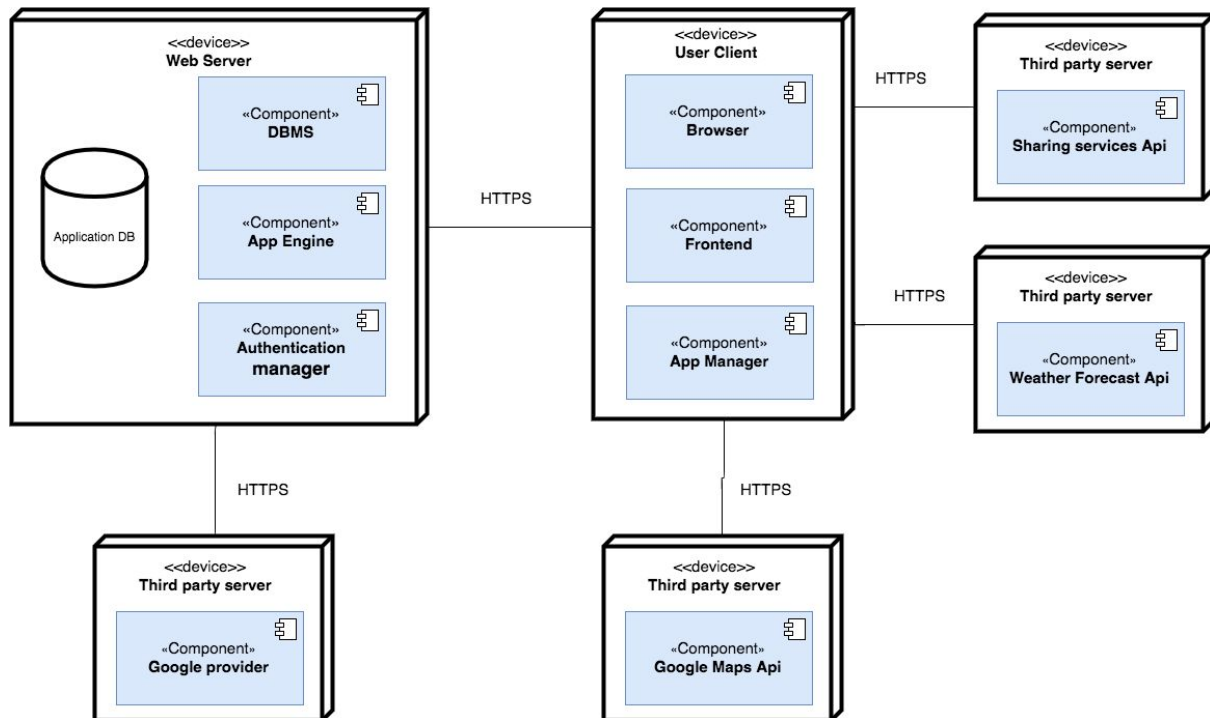 <<device>>
Web Server
«Component»
DBMS
Application DB
«Component»
App Engine
«Component»
Authentication
manager
HTTPS
<<device>>
User Client
«Component»
Browser
«Component»
Frontend
«Component»
App Manager
HTTPS
<<device>>
Third party server
«Component»
Sharing services Api
HTTPS
<<device>>
Third party server
«Component»
Weather Forecast Api
HTTPS
<<device>>
Third party server
«Component»
Google provider
HTTPS
<<device>>
Third party server
«Component»
Google Maps Api